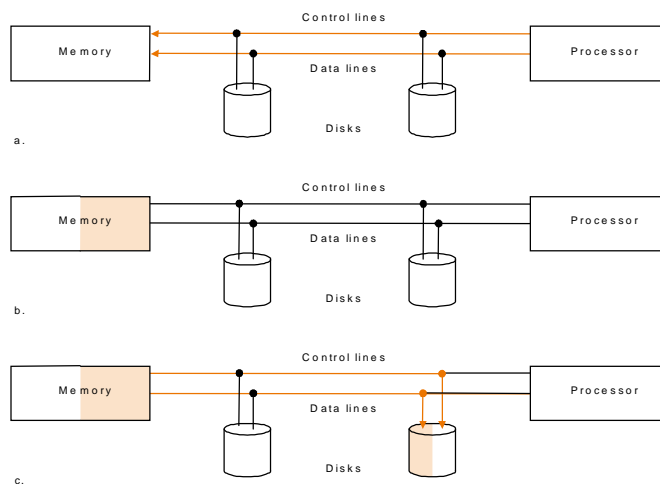 Control lines
Memory
Processor
Data lines
Disks
a.
Control lines
Memory
Processor
Data lines
Disks
b.
Control lines
Memory
Processor
Data lines
Disks
c.